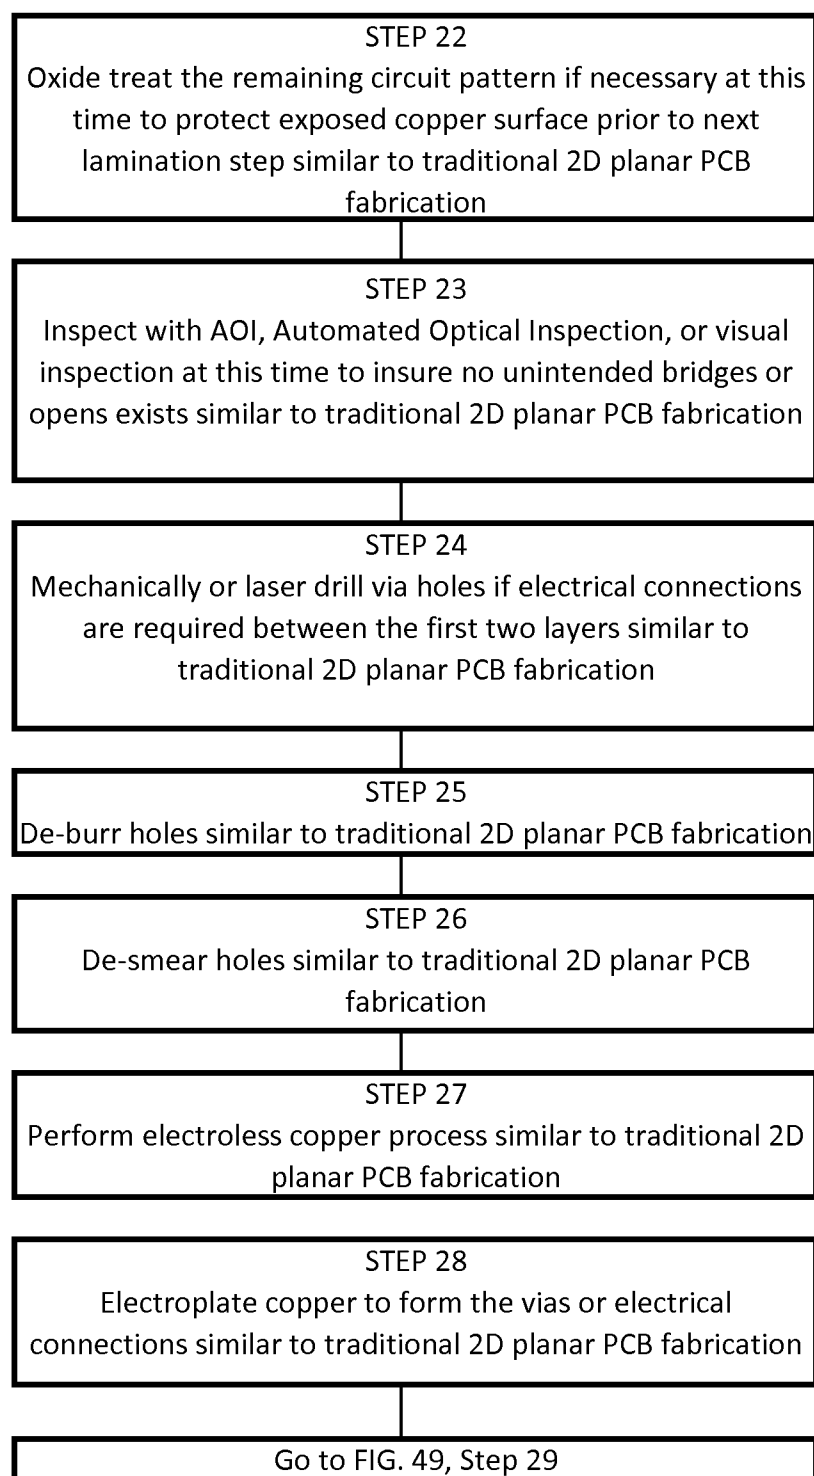 STEP 22
Oxide treat the remaining circuit pattern if necessary at this
time to protect exposed copper surface prior to next
lamination step similar to traditional 2D planar PCB
fabrication
STEP 23
Inspect with AOI, Automated Optical Inspection, or visual
inspection at this time to insure no unintended bridges or
opens exists similar to traditional 2D planar PCB fabrication
STEP 24
Mechanically or laser drill via holes if electrical connections
are required between the first two layers similar to
traditional 2D planar PCB fabrication
STEP 25
De-burr holes similar to traditional 2D planar PCB fabrication
STEP 26
De-smear holes similar to traditional 2D planar PCB
fabrication
STEP 27
Perform electroless copper process similar to traditional 2D
planar PCB fabrication
STEP 28
Electroplate copper to form the vias or electrical
connections similar to traditional 2D planar PCB fabrication
Go to FIG. 49, Step 29